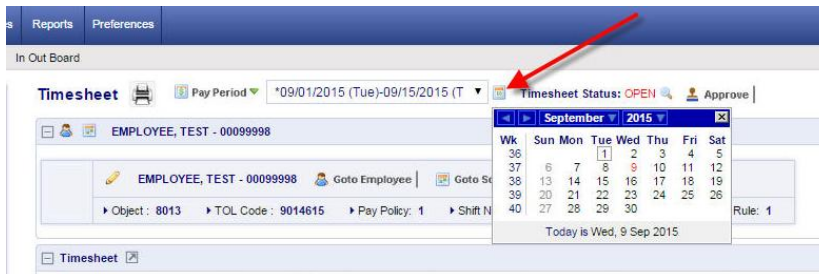 s Reports Preferences
In Out Board
Timesheet Pay Period *09/01/2015 (Tue)-09/15/2015 (T Timesheet Status: OPEN Approve
September 2015 X
EMPLOYEE, TEST - 00099998
Wk Sun Mon Tue Wed Thu Fri Sat
36 1 2 3 4 5
37 6 7 8 9 10 11 12
EMPLOYEE, TEST - 00099998 Goto Employee Goto Sc
38 13 14 15 16 17 18 19
39 20 21 22 23 24 25 26
Object : 8013 TOL Code : 9014615 Pay Policy: 1 Shift N Rule: 1
40 27 28 29 30
Today is Wed, 9 Sep 2015
Timesheet